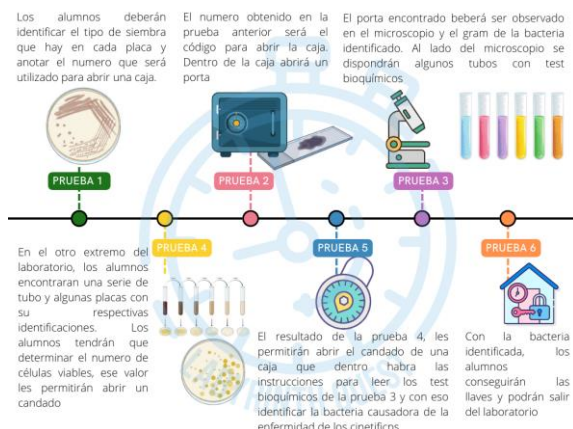 Los alumnos deberán
identificar el tipo de siembra
que hay en cada placa y
anotar el numero que será
utilizado para abrir una caja.
El numero obtenido en la
prueba anterior será el
código para abrir la caja.
Dentro de la caja abrirá un
porta
El porta encontrado beberá ser observado
en el microscopio y el gram de la bacteria
identificado. Al lado del microscopio se
dispondrán algunos tubos con test
bioquímicos
PRUEBA 1
PRUEBA 2
PRUEBA 3
PRUEBA 4
PRUEBA 5
PRUEBA 6
En el otro extremo del
laboratorio, los alumnos
encontraran una serie de
tubo y algunas placas con
su respectivas
identificaciones. Los
alumnos tendrán que
determinar el numero de
células viables, ese valor
les permitirán abrir un
candado
El resultado de la prueba 4, les
permitirán abrir el candado de una
caja que dentro habra las
instrucciones para leer los test
bioquímicos de la prueba 3 y con eso
identificar la bacteria causadora de la
enfermidad de los cinetificns
Con la bacteria
identificada, los
alumnos
conseguirán las
llaves y podrán salir
del laboratorio